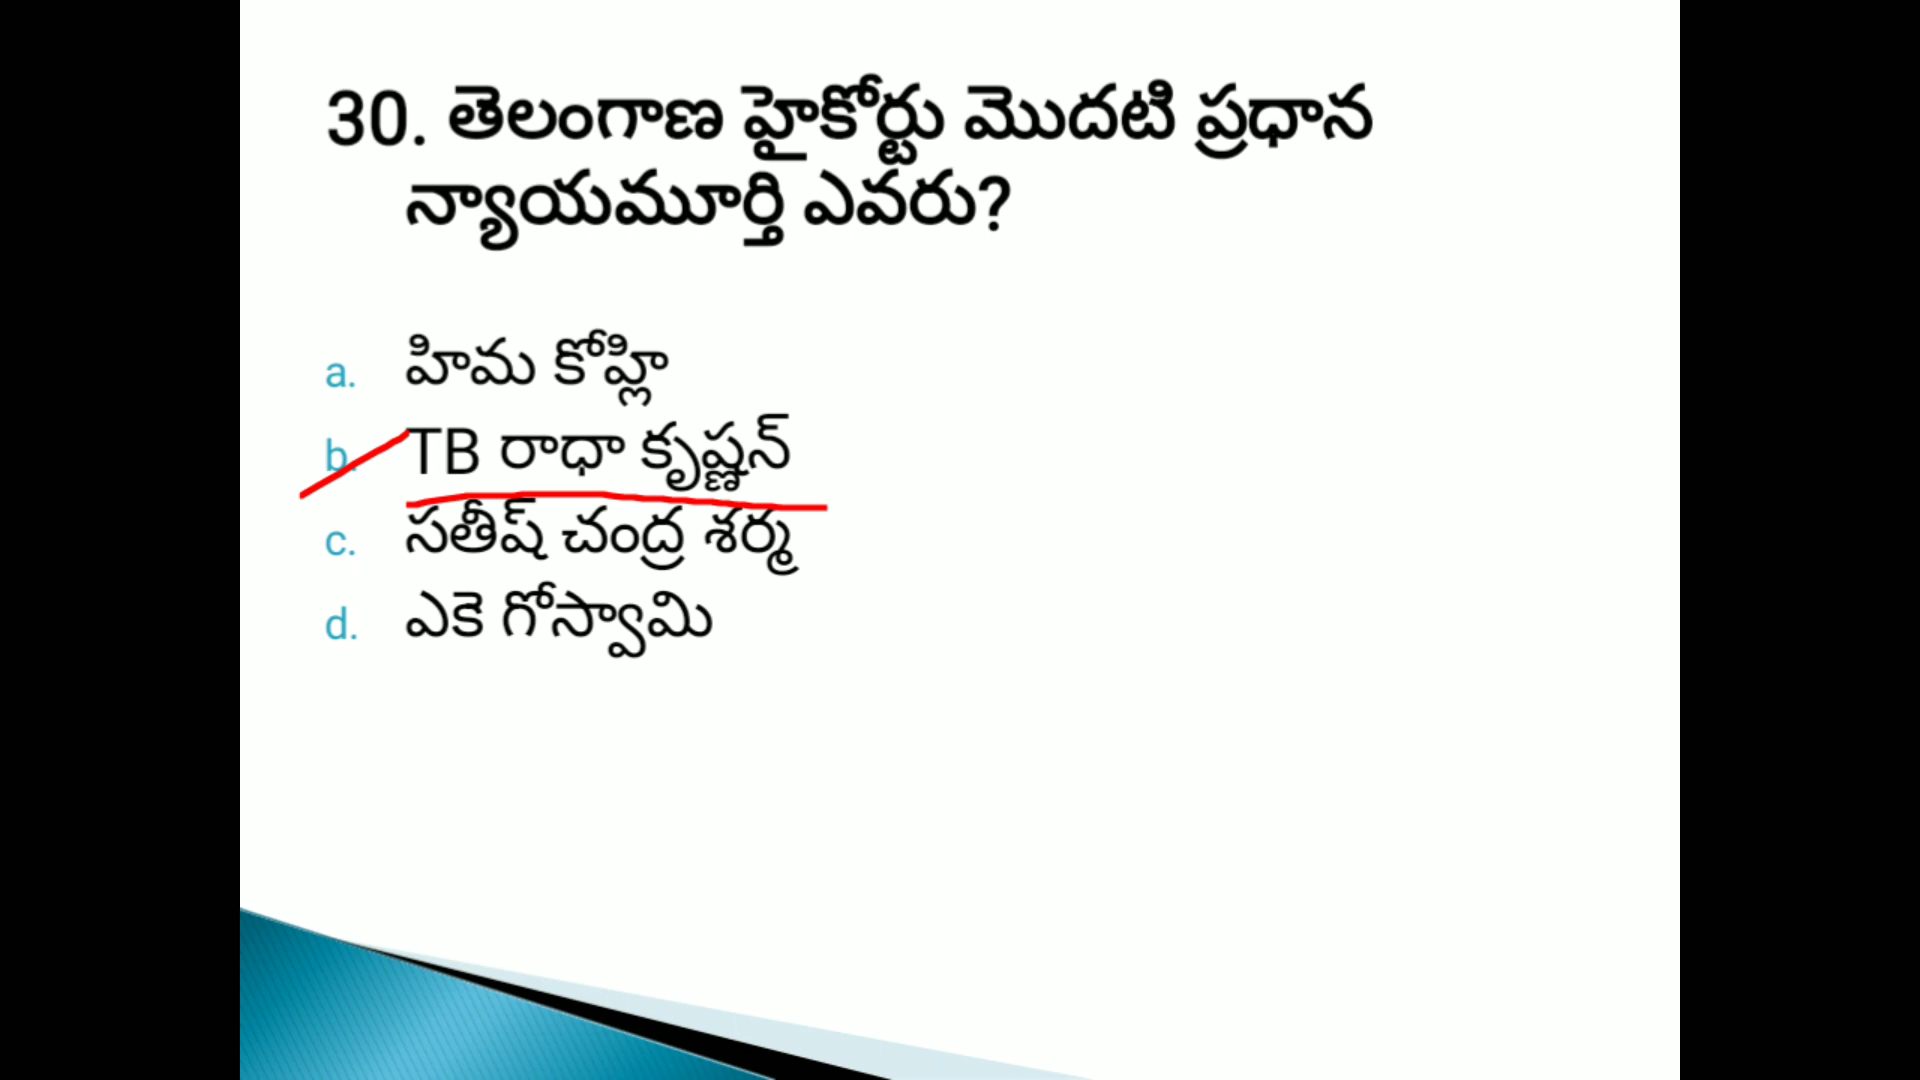 30. తెలంగాణ హైకోర్టు మొదటి ప్రధాన
న్యాయమూర్తి ఎవరు?
a. హిమ కోహ్లి
b. TB రాధా కృష్ణన్
c. సతీష్ చంద్ర శర్మ
d. ఎకె గోస్వామి